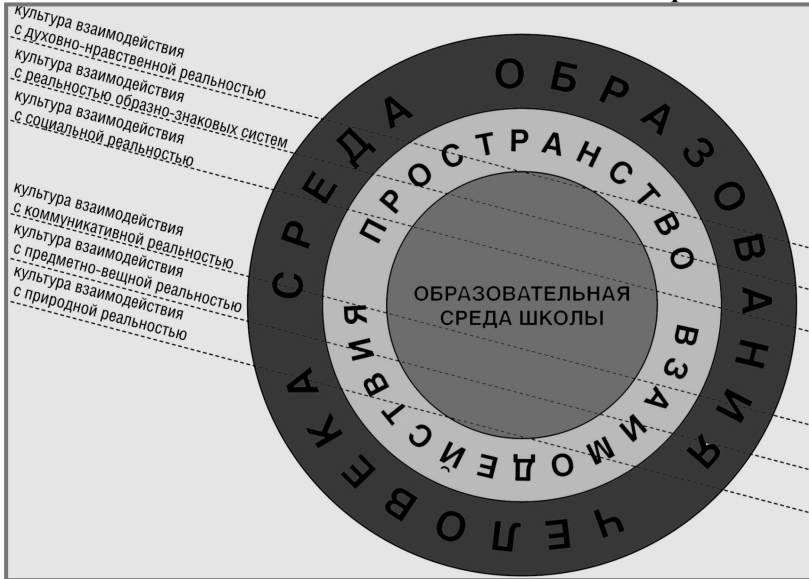 культура взаимодействия
с духовно-нравственной реальностью
культура взаимодействия
с реальностью образно-знаковых систем
культура взаимодействия
с социальной реальностью
культура взаимодействия
с коммуникативной реальностью
культура взаимодействия
с предметно-вещной реальностью
культура взаимодействия
с природной реальностью
СРЕДА ОБРАЗОВАНИЯ ЧЕЛОВЕКА
ПРОСТРАНСТВО ВЗАИМОДЕЙСТВИЯ
ОБРАЗОВАТЕЛЬНАЯ
СРЕДА ШКОЛЫ